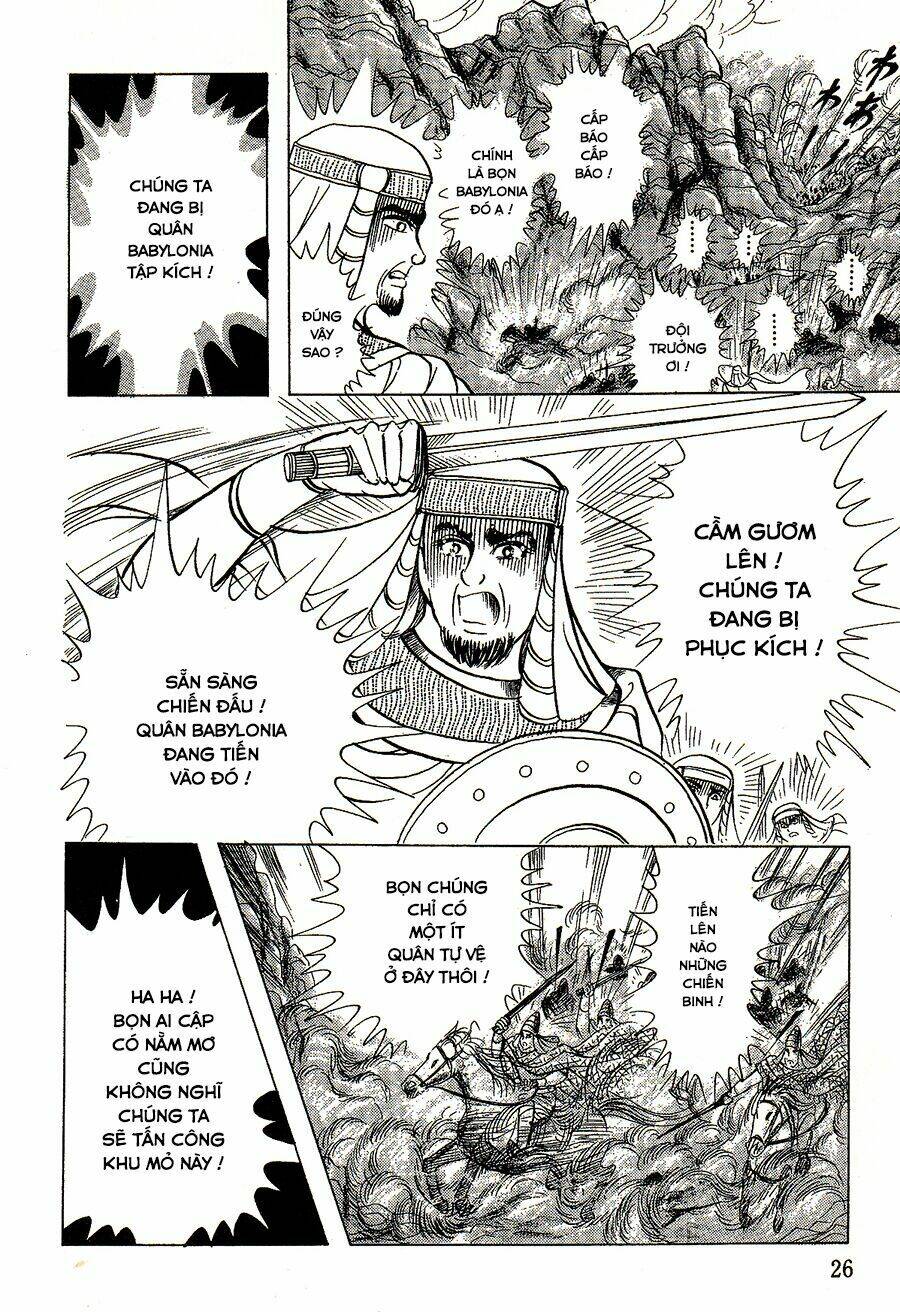 わ
わ
あ
CẤP
BÁO
CẤP
BÁO !
CHÍNH
LÀ BỌN
BABYLONIA
ĐÓ Ạ !
ĐỘI
TRƯỞNG
ƠI !
ĐÚNG
VẬY
SAO ?
CHÚNG TA
ĐANG BỊ
QUÂN
BABYLONIA
TẬP KÍCH !
CẦM GƯƠM
LÊN !
CHÚNG TA
ĐANG BỊ
PHỤC KÍCH !
SẴN SÀNG
CHIẾN ĐẤU !
QUÂN BABYLONIA
ĐANG TIẾN
VÀO ĐÓ !
TIẾN
LÊN
NÀO
NHỮNG
CHIẾN
BINH !
BỌN CHÚNG
CHỈ CÓ
MỘT ÍT
QUÂN TỰ VỆ
Ở ĐÂY THÔI !
HA HA !
BỌN AI CẬP
CÓ NẰM MƠ
CŨNG
KHÔNG NGHĨ
CHÚNG TA
SẼ TẤN CÔNG
KHU MỎ NÀY !
26